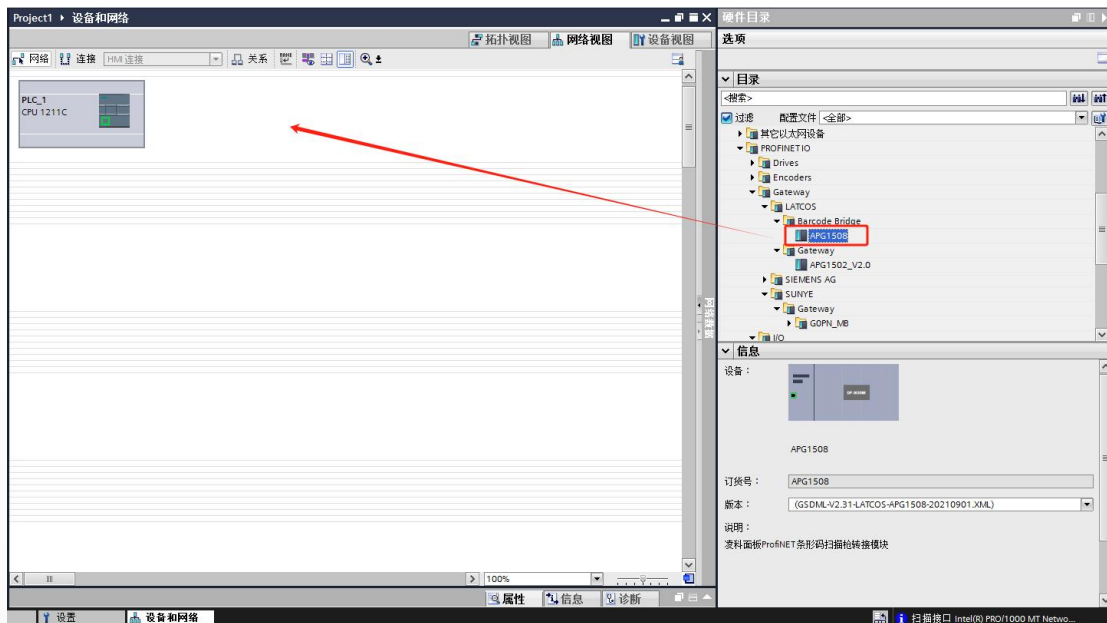 Project1 ▸ 设备和网络
拓扑视图
网络视图
设备视图
网络
连接
HMI 连接
关系
PLC_1
CPU 1211C
网络数据
100%
属性
信息
诊断
硬件目录
选项
目录
<搜索>
过滤
配置文件
<全部>
其它以太网设备
PROFINET IO
Drives
Encoders
Gateway
LATCOS
Barcode Bridge
APG1508
Gateway
APG1502_V2.0
SIEMENS AG
SUNYE
Gateway
GOPN_MB
I/O
信息
设备：
APG1508
订货号：
APG1508
版本：
(GSDML-V2.31-LATCOS-APG1508-20210901.XML)
说明：
凌科面板ProfiNET条形码扫描枪转接模块
设置
设备和网络
扫描接口 Intel(R) PRO/1000 MT Netwo...